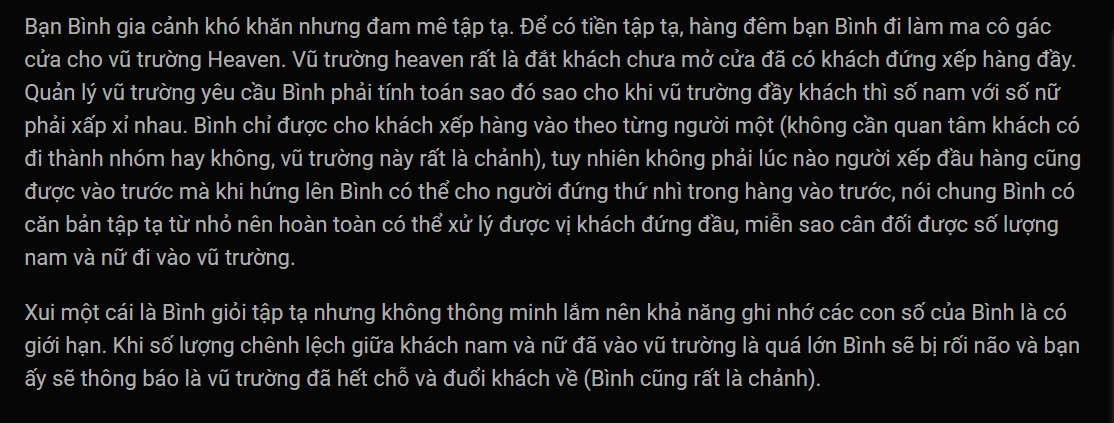 Bạn Bình gia cảnh khó khăn nhưng đam mê tập tạ. Để có tiền tập tạ, hàng đêm bạn Bình đi làm ma cô gác
cửa cho vũ trường Heaven. Vũ trường heaven rất là đắt khách chưa mở cửa đã có khách đứng xếp hàng đầy.
Quản lý vũ trường yêu cầu Bình phải tính toán sao đó sao cho khi vũ trường đầy khách thì số nam với số nữ
phải xấp xỉ nhau. Bình chỉ được cho khách xếp hàng vào theo từng người một (không cần quan tâm khách có
đi thành nhóm hay không, vũ trường này rất là chảnh), tuy nhiên không phải lúc nào người xếp đầu hàng cũng
được vào trước mà khi hứng lên Bình có thể cho người đứng thứ nhì trong hàng vào trước, nói chung Bình có
căn bản tập tạ từ nhỏ nên hoàn toàn có thể xử lý được vị khách đứng đầu, miễn sao cân đối được số lượng
nam và nữ đi vào vũ trường.
Xui một cái là Bình giỏi tập tạ nhưng không thông minh lắm nên khả năng ghi nhớ các con số của Bình là có
giới hạn. Khi số lượng chênh lệch giữa khách nam và nữ đã vào vũ trường là quá lớn Bình sẽ bị rối não và bạn
ấy sẽ thông báo là vũ trường đã hết chỗ và đuổi khách về (Bình cũng rất là chảnh).